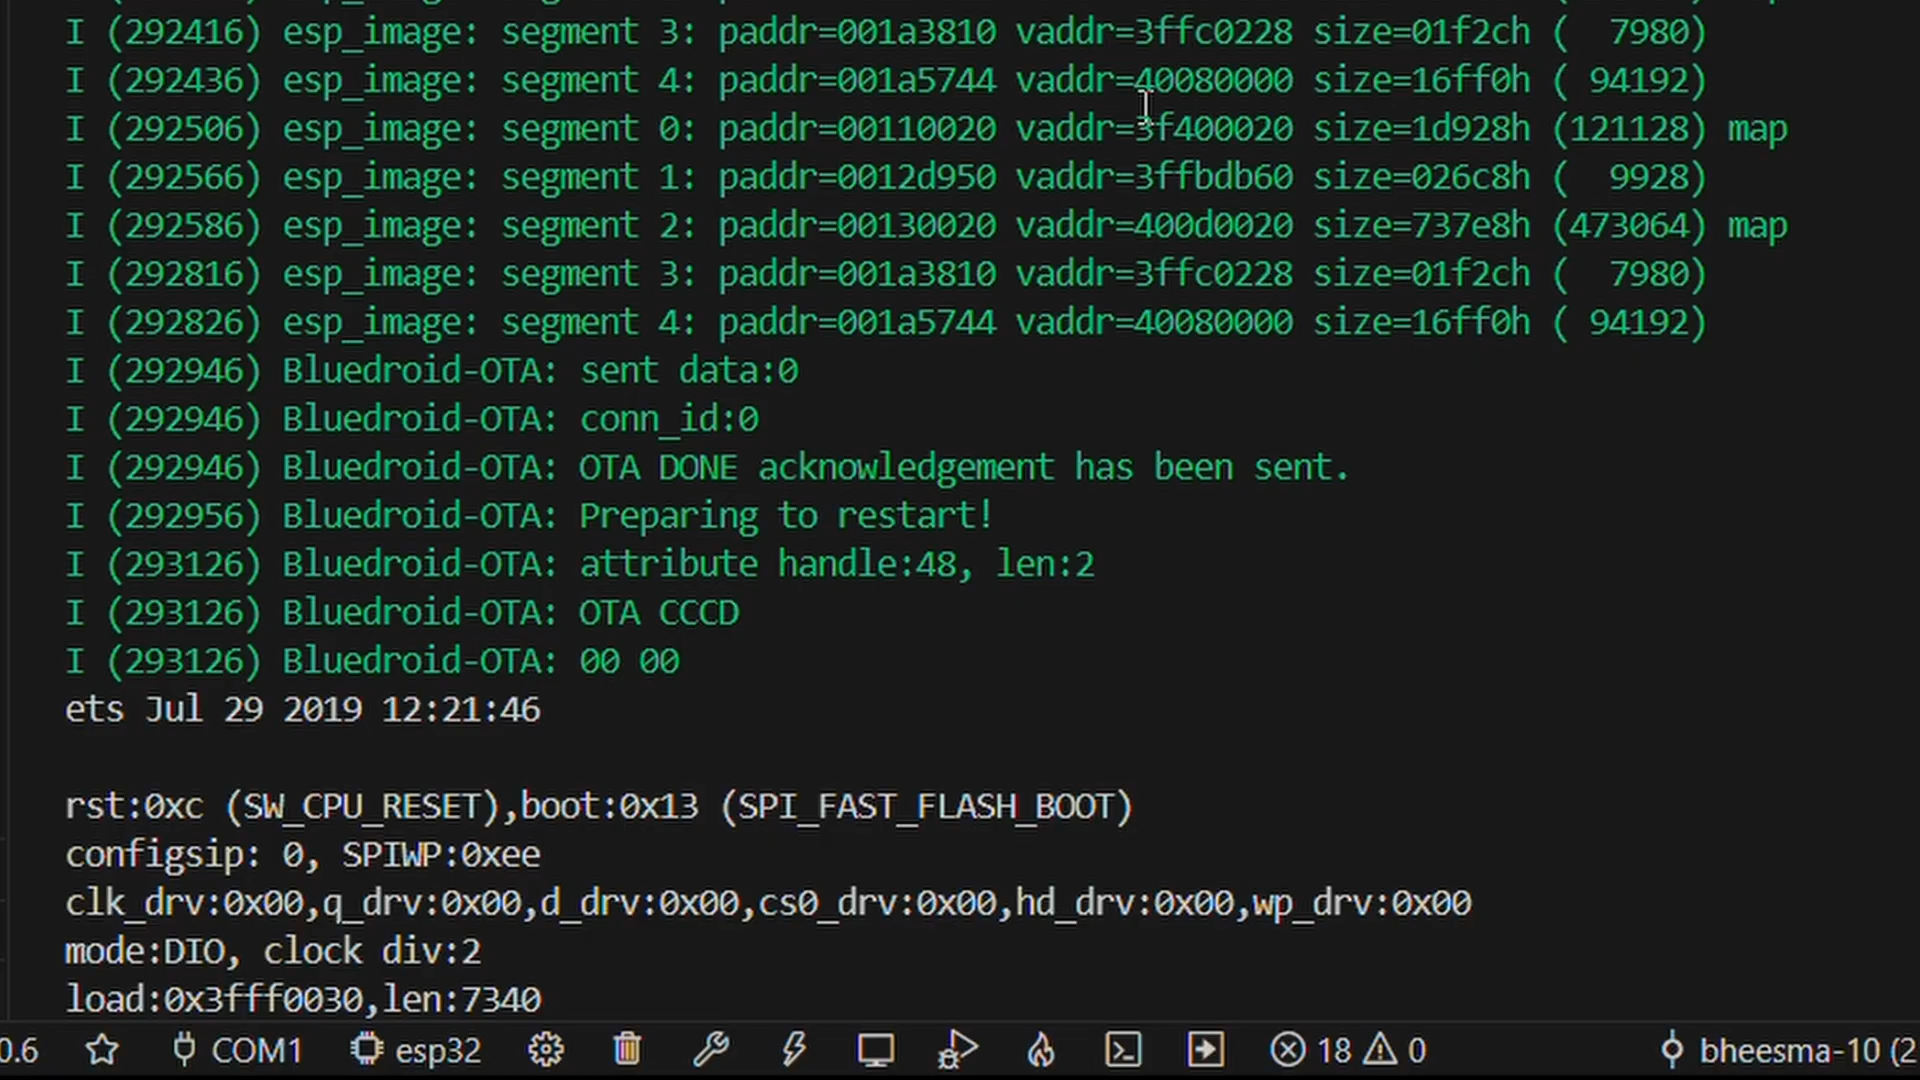 I (292416) esp_image: segment 3: paddr=001a3810 vaddr=3ffc0228 size=01f2ch (  7980)
I (292436) esp_image: segment 4: paddr=001a5744 vaddr=40080000 size=16ff0h ( 94192)
I (292506) esp_image: segment 0: paddr=00110020 vaddr=3f400020 size=1d928h (121128) map
I (292566) esp_image: segment 1: paddr=0012d950 vaddr=3ffbdb60 size=026c8h (  9928)
I (292586) esp_image: segment 2: paddr=00130020 vaddr=400d0020 size=737e8h (473064) map
I (292816) esp_image: segment 3: paddr=001a3810 vaddr=3ffc0228 size=01f2ch (  7980)
I (292826) esp_image: segment 4: paddr=001a5744 vaddr=40080000 size=16ff0h ( 94192)
I (292946) Bluedroid-OTA: sent data:0
I (292946) Bluedroid-OTA: conn_id:0
I (292946) Bluedroid-OTA: OTA DONE acknowledgement has been sent.
I (292956) Bluedroid-OTA: Preparing to restart!
I (293126) Bluedroid-OTA: attribute handle:48, len:2
I (293126) Bluedroid-OTA: OTA CCCD
I (293126) Bluedroid-OTA: 00 00
ets Jul 29 2019 12:21:46
rst:0xc (SW_CPU_RESET),boot:0x13 (SPI_FAST_FLASH_BOOT)
configsip: 0, SPIWP:0xee
clk_drv:0x00,q_drv:0x00,d_drv:0x00,cs0_drv:0x00,hd_drv:0x00,wp_drv:0x00
mode:DIO, clock div:2
load:0x3fff0030,len:7340
0.6 COM1 esp32 18 0 bheesma-10 (2